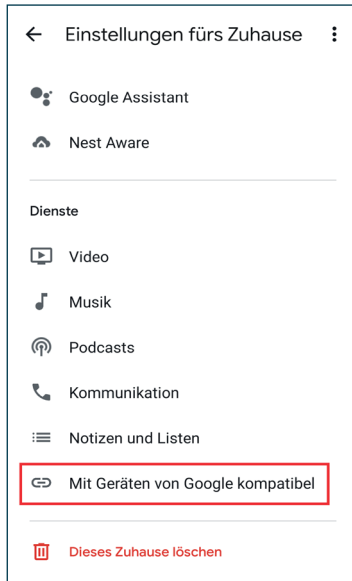 Einstellungen fürs Zuhause
Google Assistant
Nest Aware
Dienste
Video
Musik
Podcasts
Kommunikation
Notizen und Listen
Mit Geräten von Google kompatibel
Dieses Zuhause löschen